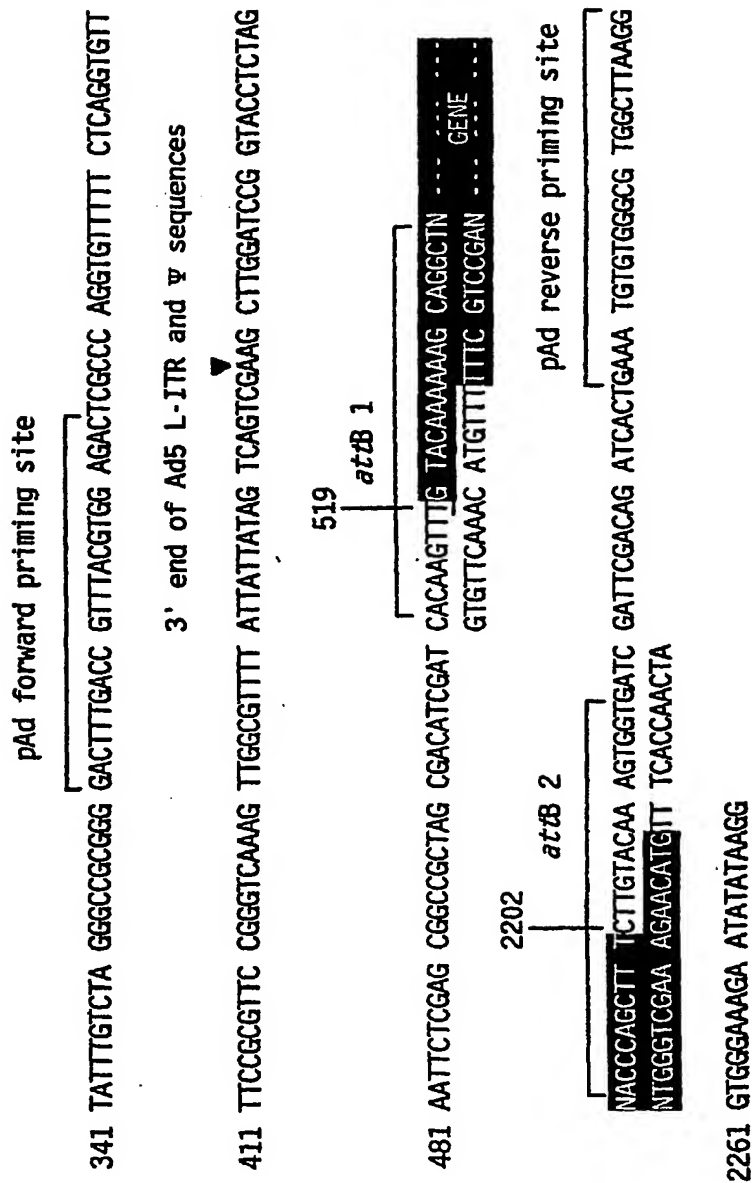 pAd forward priming site
341 TATTTGTCTA GGGCCGCGGG GACTTTGACC GTTTACGTGG AGACTCGCCC AGGTGTTTTT CTCAGGTGTT
3' end of Ad5 L-ITR and Ψ sequences
411 TTCCGCGTTC CGGGTCAAAG TTGGCGTTTT ATTATTATAG TCAGTCGAAG CTTGGATCCG GTACCTCTAG
519
attB 1
481 AATTCTCGAG CGGCCGCTAG CGACATCGAT CACAAGTTTG TACAAAAAAG CAGGCTN ··· ····
GENE
GTGTTCAAAC ATGTTTTTTC GTCCGAN ··· ····
2202
attB 2
pAd reverse priming site
NACCCAGCTTT CTTGTACAA AGTGGTGATC GATTCGACAG ATCACTGAAA TGTGTGGGCG TGGCTTAAGG
NTGGGTCGAA AGAACATGTT TCACCAACTA
2261 GTGGGAAAGA ATATATAAGG